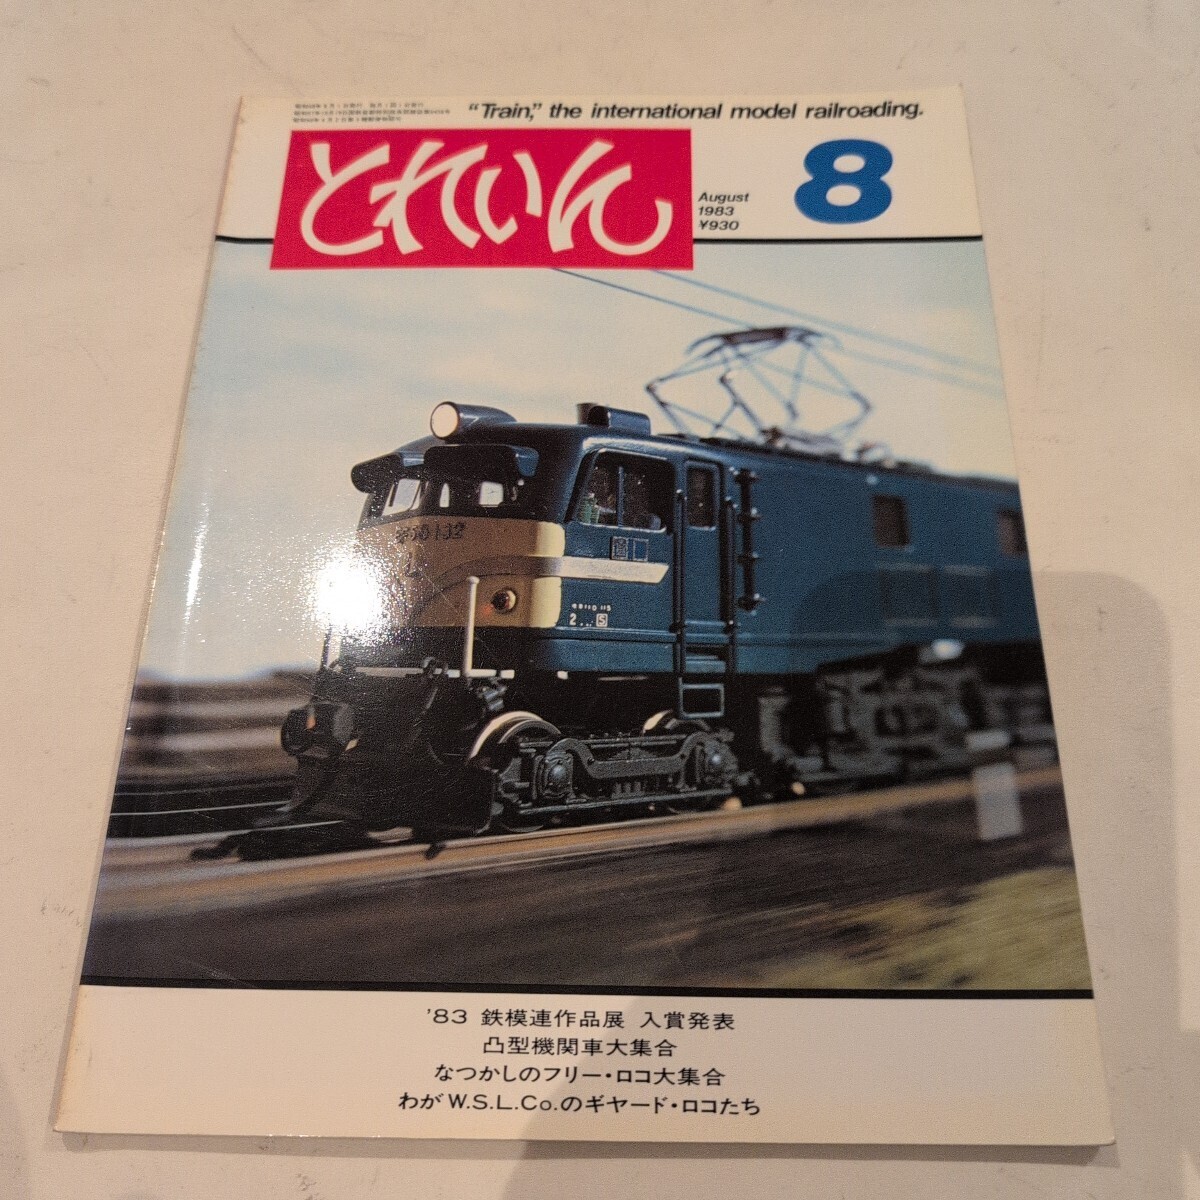 "Train," the international model railroading.
とれいん
August
1983
¥930
8
2
S
'83 鉄模連作品展 入賞発表
凸型機関車大集合
なつかしのフリー・ロコ大集合
わがW.S.L.Co.のギヤード・ロコたち